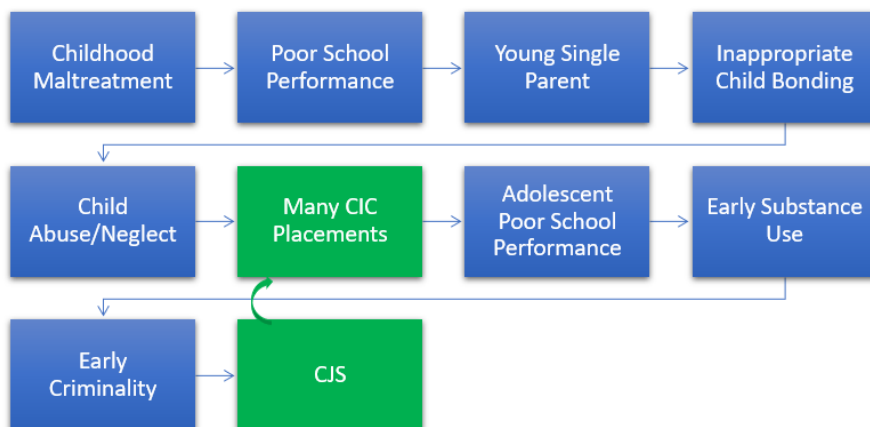 Childhood
Maltreatment
Poor School
Performance
Young Single
Parent
Inappropriate
Child Bonding
Child
Abuse/Neglect
Many CIC
Placements
Adolescent
Poor School
Performance
Early Substance
Use
Early
Criminality
CJS